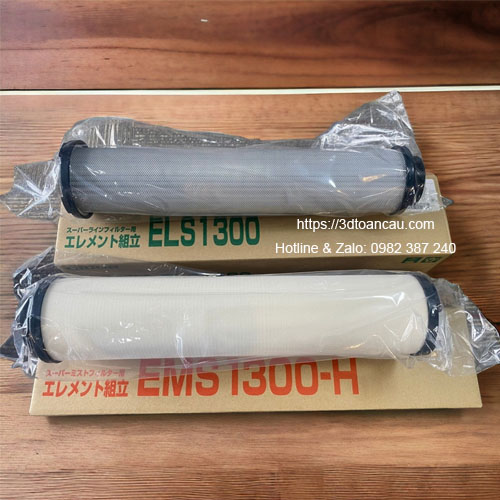 https://3dtoancau.com/
Hotline & Zalo: 0982 387 240
スーパーラインフィルター用
エレメント組立 ELS1300
スーパーミストフィルター用
エレメント組立 EMS1300-H